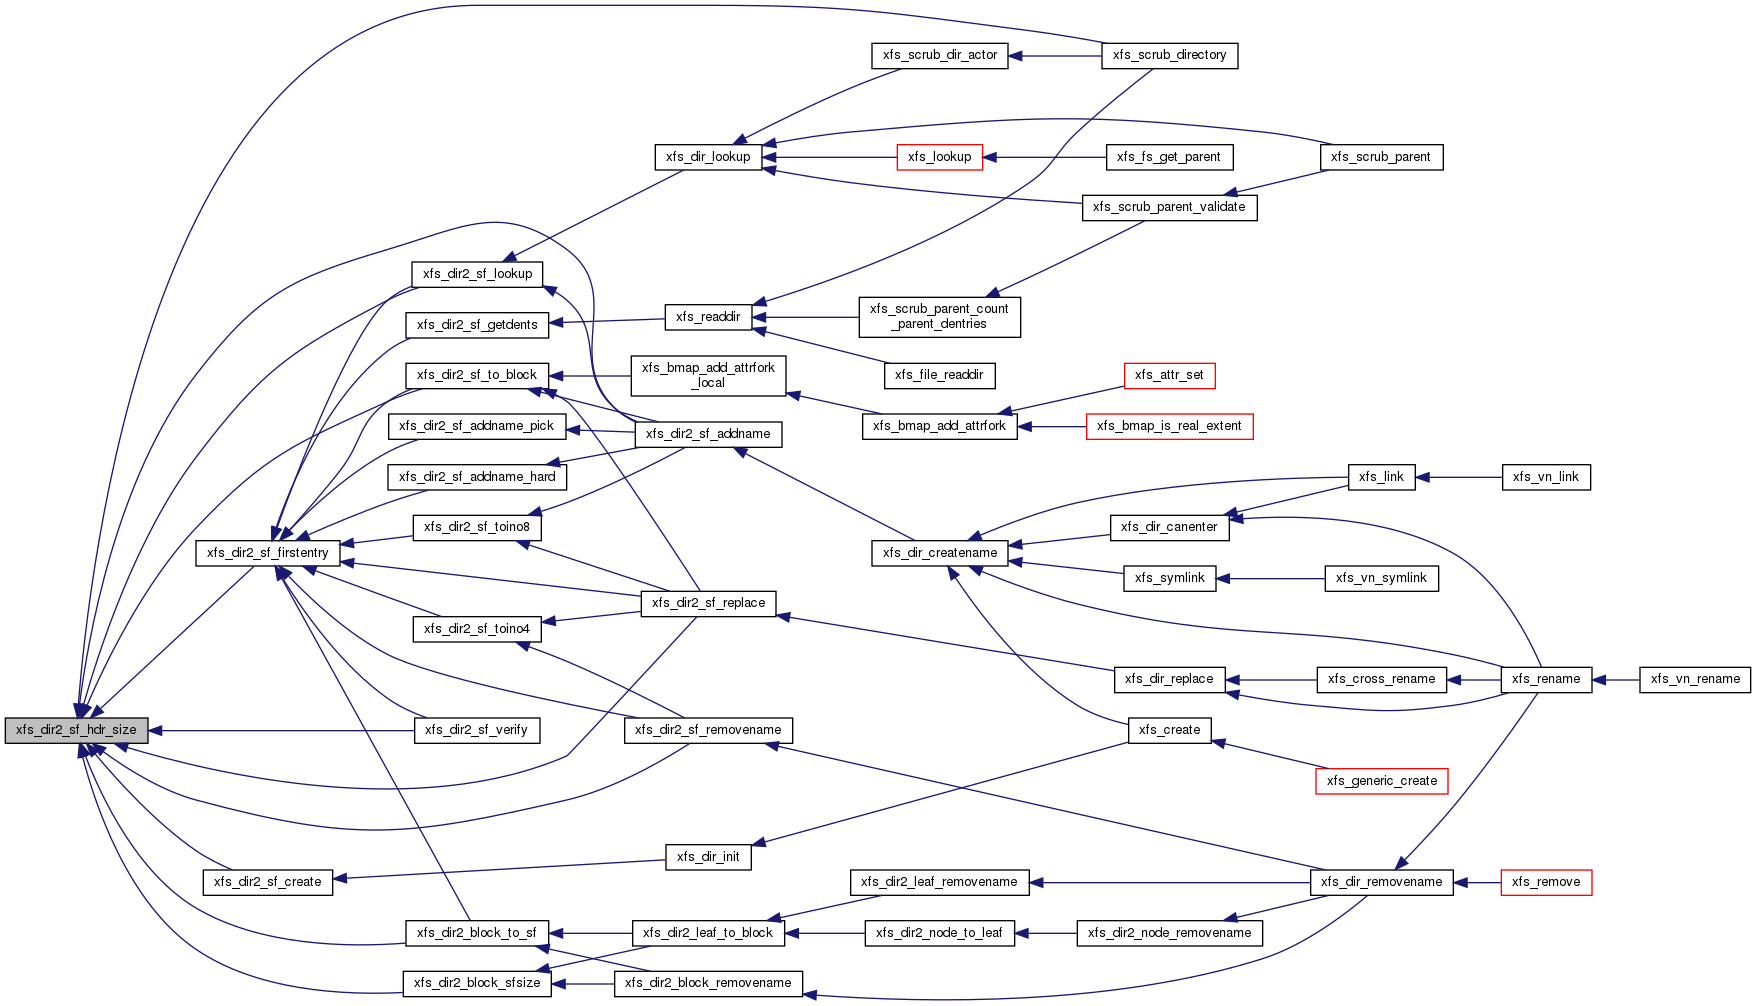 xfs_scrub_dir_actor
xfs_scrub_directory
xfs_dir_lookup
xfs_lookup
xfs_fs_get_parent
xfs_scrub_parent
xfs_scrub_parent_validate
xfs_dir2_sf_lookup
xfs_dir2_sf_getdents
xfs_readdir
xfs_scrub_parent_count
_parent_dentries
xfs_file_readdir
xfs_dir2_sf_to_block
xfs_bmap_add_attrfork
_local
xfs_attr_set
xfs_dir2_sf_addname_pick
xfs_dir2_sf_addname
xfs_bmap_add_attrfork
xfs_bmap_is_real_extent
xfs_dir2_sf_addname_hard
xfs_link
xfs_vn_link
xfs_dir2_sf_toino8
xfs_dir_canenter
xfs_dir2_sf_firstentry
xfs_dir_createname
xfs_symlink
xfs_vn_symlink
xfs_dir2_sf_replace
xfs_dir2_sf_toino4
xfs_dir_replace
xfs_cross_rename
xfs_rename
xfs_vn_rename
xfs_dir2_sf_hdr_size
xfs_dir2_sf_verify
xfs_dir2_sf_removename
xfs_create
xfs_generic_create
xfs_dir_init
xfs_dir2_sf_create
xfs_dir2_leaf_removename
xfs_dir_removename
xfs_remove
xfs_dir2_block_to_sf
xfs_dir2_leaf_to_block
xfs_dir2_node_to_leaf
xfs_dir2_node_removename
xfs_dir2_block_sfsize
xfs_dir2_block_removename